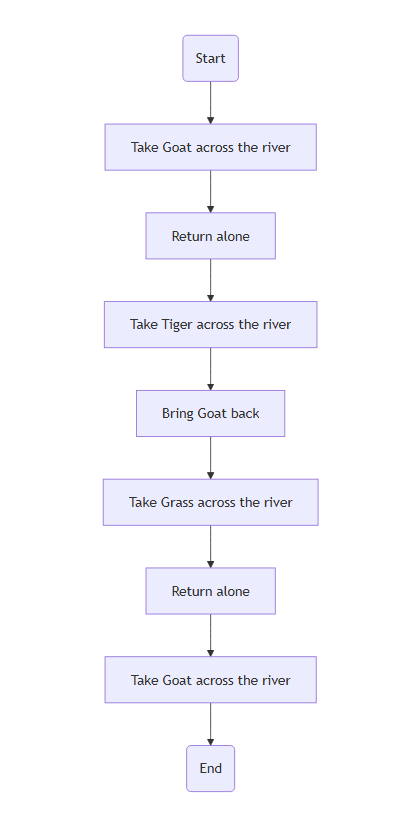 Start
Take Goat across the river
Return alone
Take Tiger across the river
Bring Goat back
Take Grass across the river
Return alone
Take Goat across the river
End